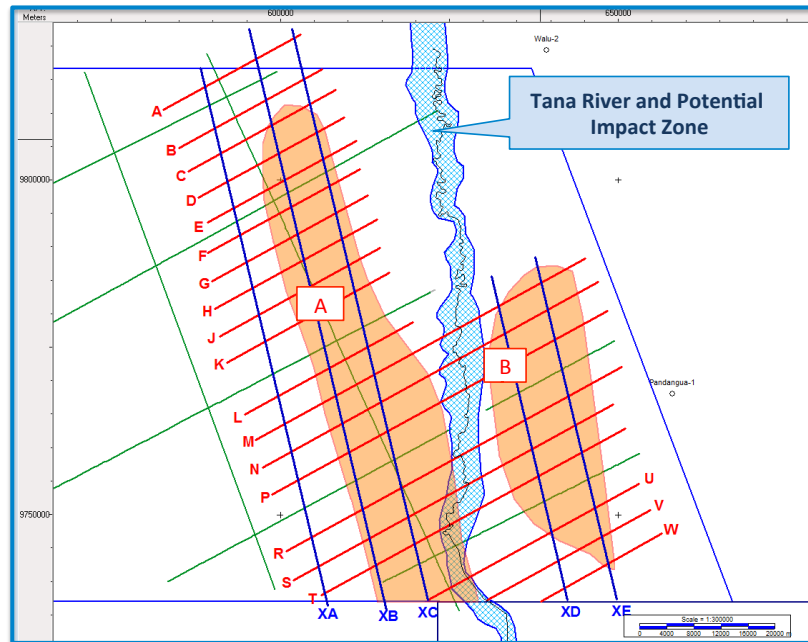 Meters
600000
650000
Walu-2
Tana River and Potential
Impact Zone
A
B
C
D
E
F
G
H
J
K
L
M
N
P
R
S
T
9800000
9750000
A
B
Pandangua-1
U
V
W
XA
XB
XC
XD
XE
Scale = 1:300000
0
4000
8000
12000
16000
20000 m